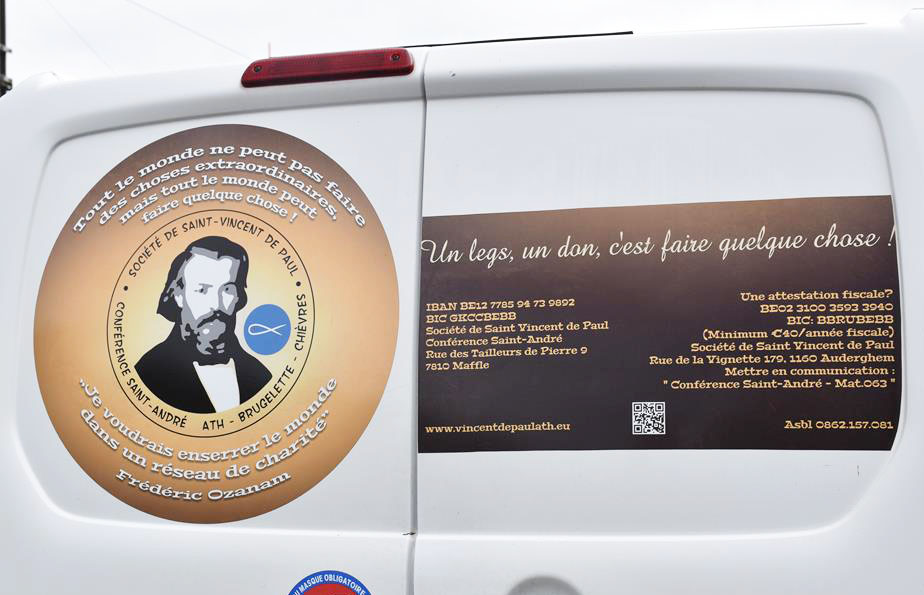 Tout le monde ne peut pas faire
des choses extraordinaires,
mais tout le monde peut
faire quelque chose !
• SOCIÉTÉ DE SAINT-VINCENT DE PAUL •
CONFÉRENCE SAINT-ANDRÉ ATH - BRUGELETTE - CHIÈVRES
"Je voudrais enserrer le monde
dans un réseau de charité"
Frédéric Ozanam
Un legs, un don, c'est faire quelque chose !
IBAN BE12 7785 94 73 9892
BIC GKCCBEBB
Société de Saint Vincent de Paul
Conférence Saint-André
Rue des Tailleurs de Pierre 9
7810 Maffle
www.vincentdepaulath.eu
Une attestation fiscale?
BE02 3100 3593 3940
BIC: BBRUBEBB
(Minimum €40/année fiscale)
Société de Saint Vincent de Paul
Rue de la Vignette 179, 1160 Auderghem
Mettre en communication :
" Conférence Saint-André - Mat.063 "
Asbl 0862.157.081
DU MASQUE OBLIGATOIRE